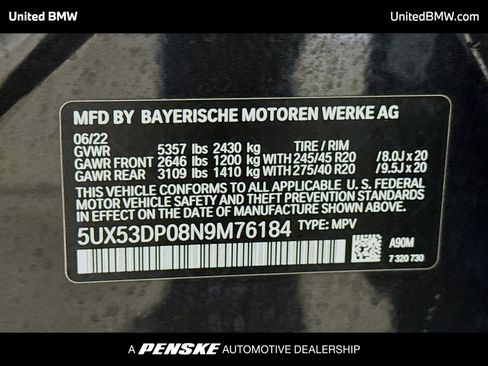 United BMW
UnitedBMW.com
MFD BY BAYERISCHE MOTOREN WERKE AG
06/22
GVWR 5357 lbs 2430 kg TIRE / RIM
GAWR FRONT 2646 lbs 1200 kg WITH 245/45 R20 /8.0J x 20
GAWR REAR 3109 lbs 1410 kg WITH 275/40 R20 /9.5J x 20
THIS VEHICLE CONFORMS TO ALL APPLICABLE U. S. FEDERAL
MOTOR VEHICLE SAFETY AND THEFT PREVENTION STANDARDS
IN EFFECT ON THE DATE OF MANUFACTURE SHOWN ABOVE.
5UX53DP08N9M76184 TYPE: MPV
A90M
7 320 730
A PENSKE AUTOMOTIVE DEALERSHIP